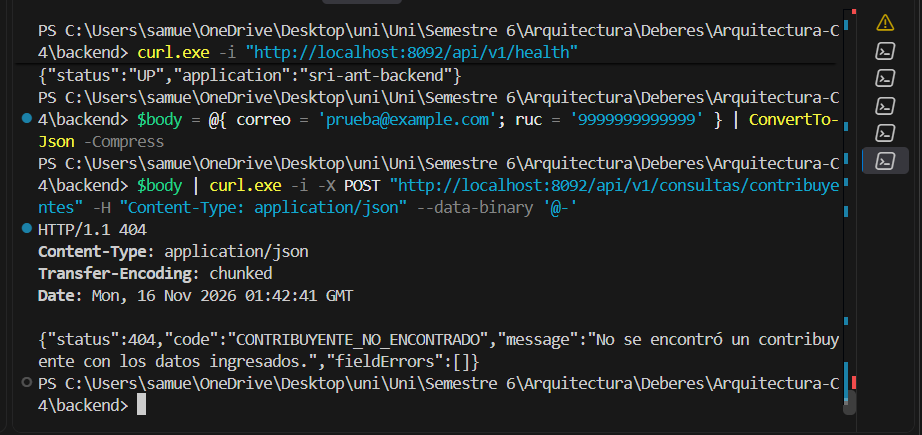 PS C:\Users\samue\OneDrive\Desktop\uni\Uni\Semestre 6\Arquitectura\Deberes\Arquitectura-C
4\backend> curl.exe -i "http://localhost:8092/api/v1/health"
{"status":"UP","application":"sri-ant-backend"}
PS C:\Users\samue\OneDrive\Desktop\uni\Uni\Semestre 6\Arquitectura\Deberes\Arquitectura-C
4\backend> $body = @{ correo = 'prueba@example.com'; ruc = '9999999999999' } | ConvertTo-
Json -Compress
PS C:\Users\samue\OneDrive\Desktop\uni\Uni\Semestre 6\Arquitectura\Deberes\Arquitectura-C
4\backend> $body | curl.exe -i -X POST "http://localhost:8092/api/v1/consultas/contribuye
ntes" -H "Content-Type: application/json" --data-binary '@-'
HTTP/1.1 404
Content-Type: application/json
Transfer-Encoding: chunked
Date: Mon, 16 Nov 2026 01:42:41 GMT
{"status":404,"code":"CONTRIBUYENTE_NO_ENCONTRADO","message":"No se encontró un contribuy
ente con los datos ingresados.","fieldErrors":[]}
PS C:\Users\samue\OneDrive\Desktop\uni\Uni\Semestre 6\Arquitectura\Deberes\Arquitectura-C
4\backend>